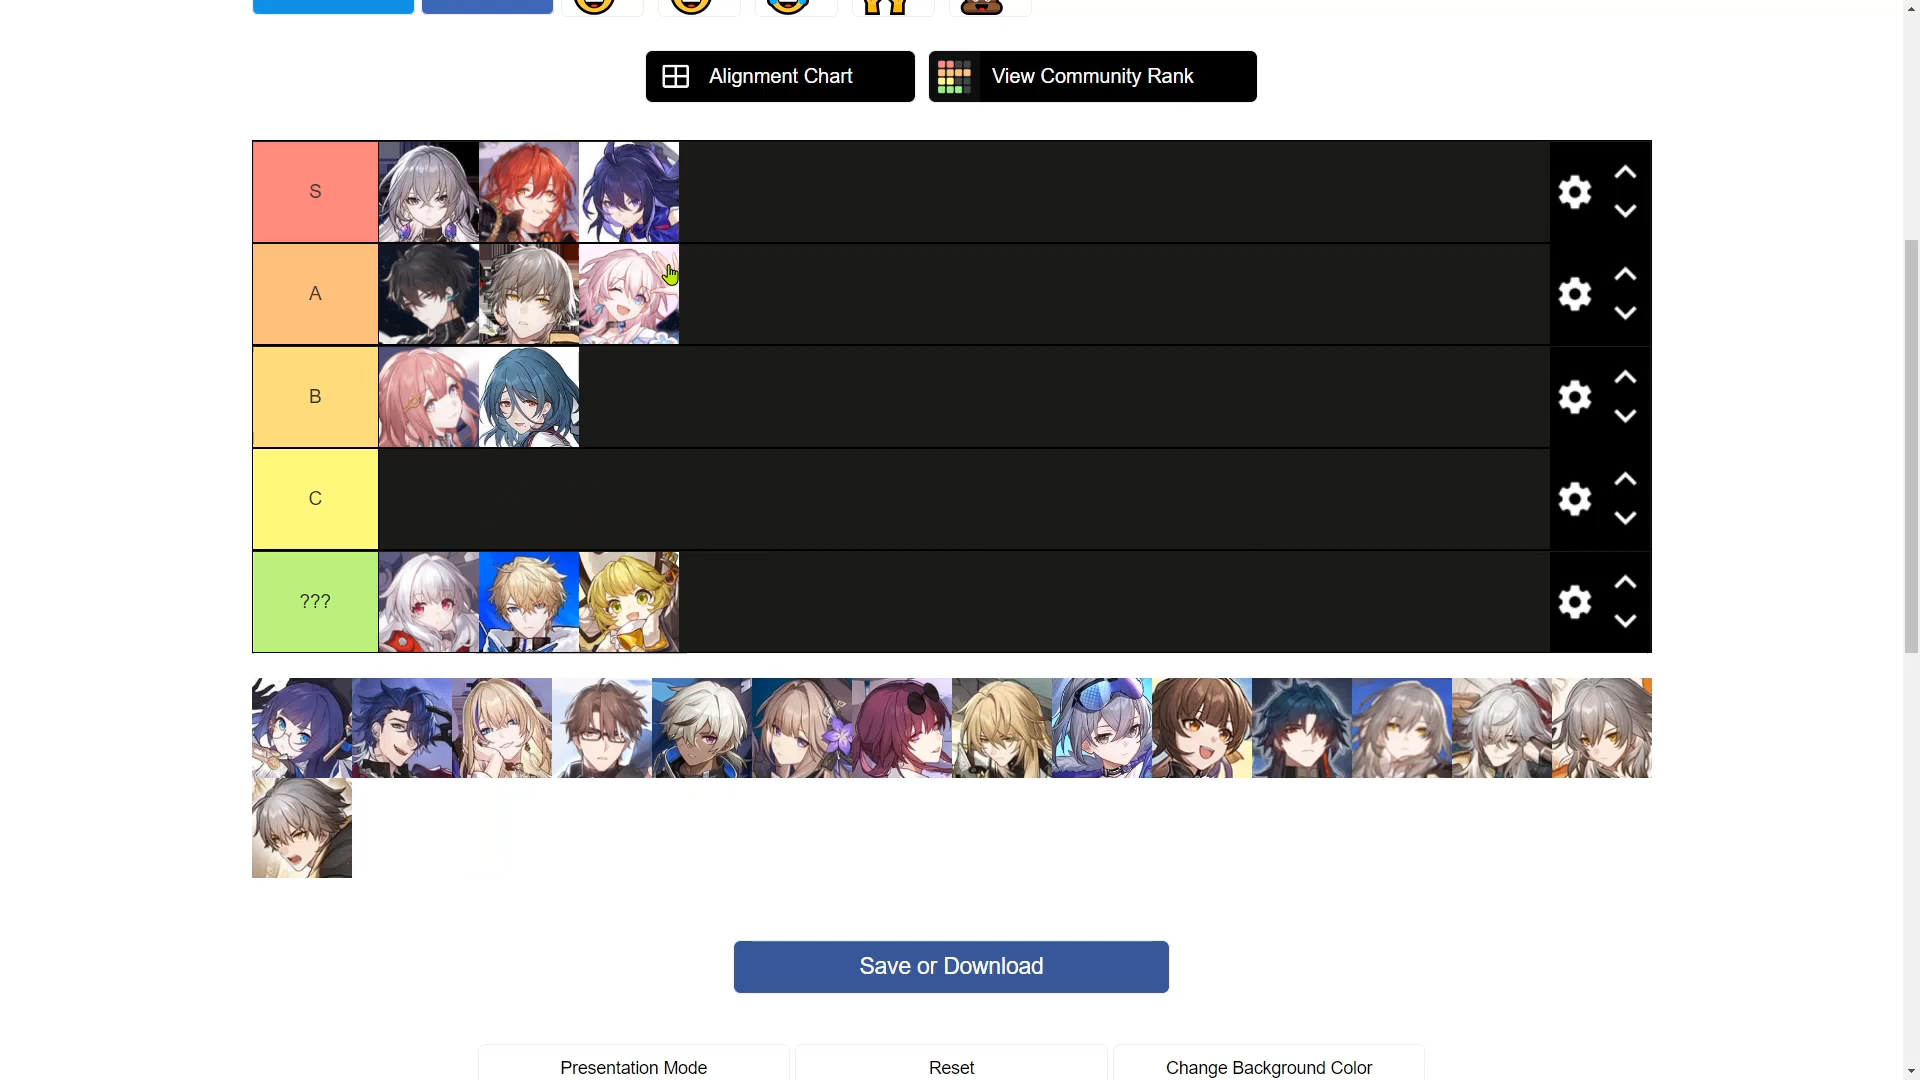 Alignment Chart
View Community Rank
S
A
B
C
???
Save or Download
Presentation Mode
Reset
Change Background Color